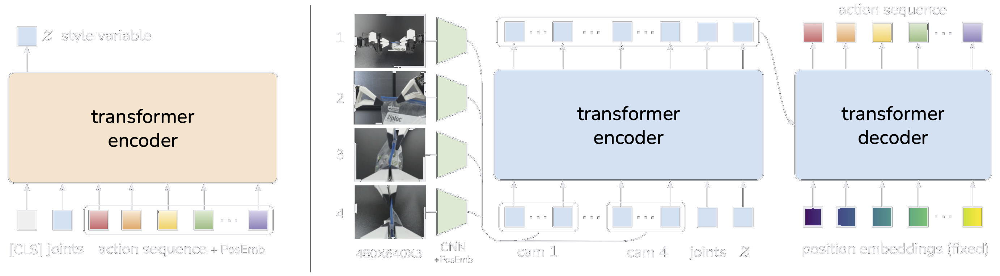 z style variable
transformer
encoder
[CLS] joints action sequence + PosEmb
1
2
3
4
Ziploc
480X640X3
CNN
+PosEmb
transformer
encoder
cam 1
cam 4
joints
z
action sequence
transformer
decoder
position embeddings (fixed)